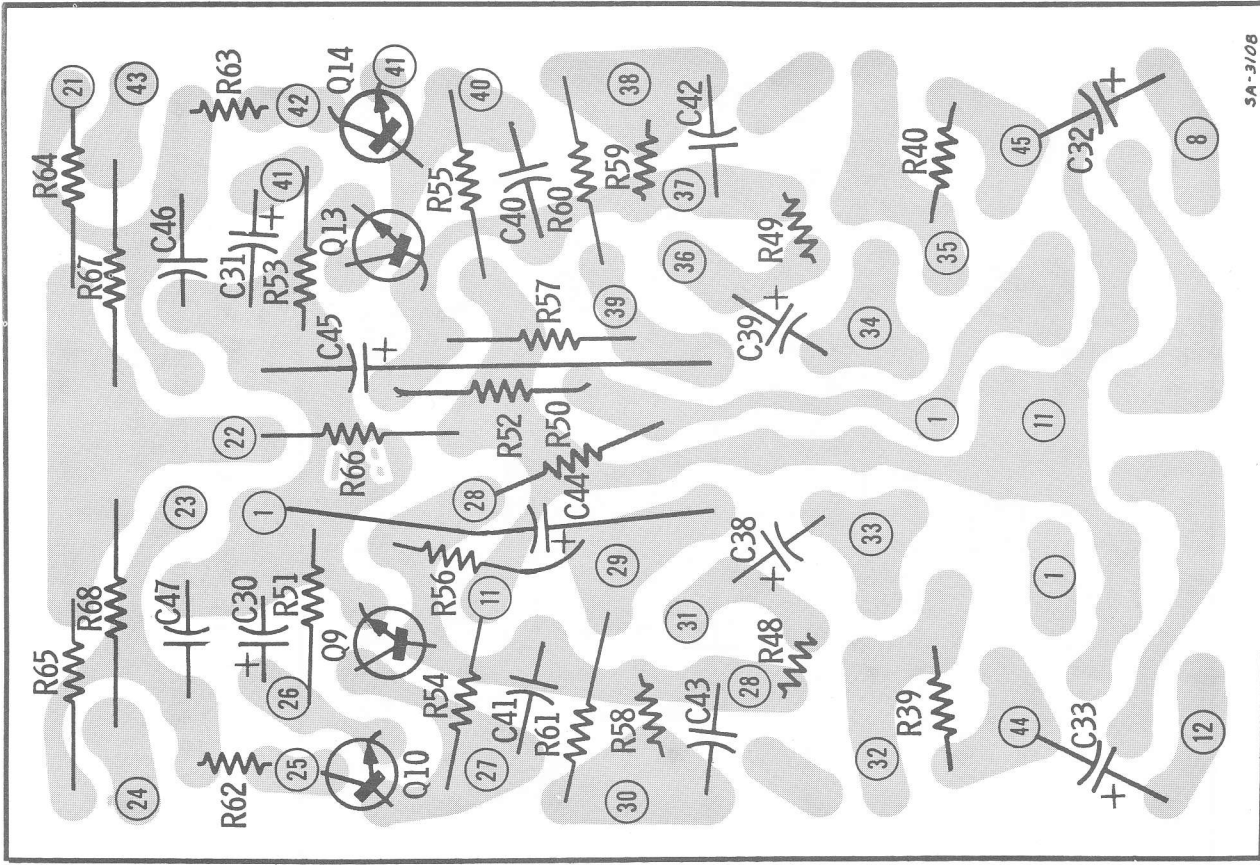 R65
R64
21
R68
R67
24
43
23
C47
C46
R62
22
R63
1
C30
C31
+
+
26
R51
R53
41
25
42
Q9
C45
Q13
Q14
Q10
R66
+
41
R56
R54
11
28
R52
R55
27
40
C41
C40
R61
R50
R57
R60
C44
+
30
R58
29
39
R59
38
31
36
37
C43
C42
28
R48
C38
+
C39
+
R49
32
33
34
R39
1
35
R40
44
1
11
45
C33
+
C32
+
12
8
SA-3108